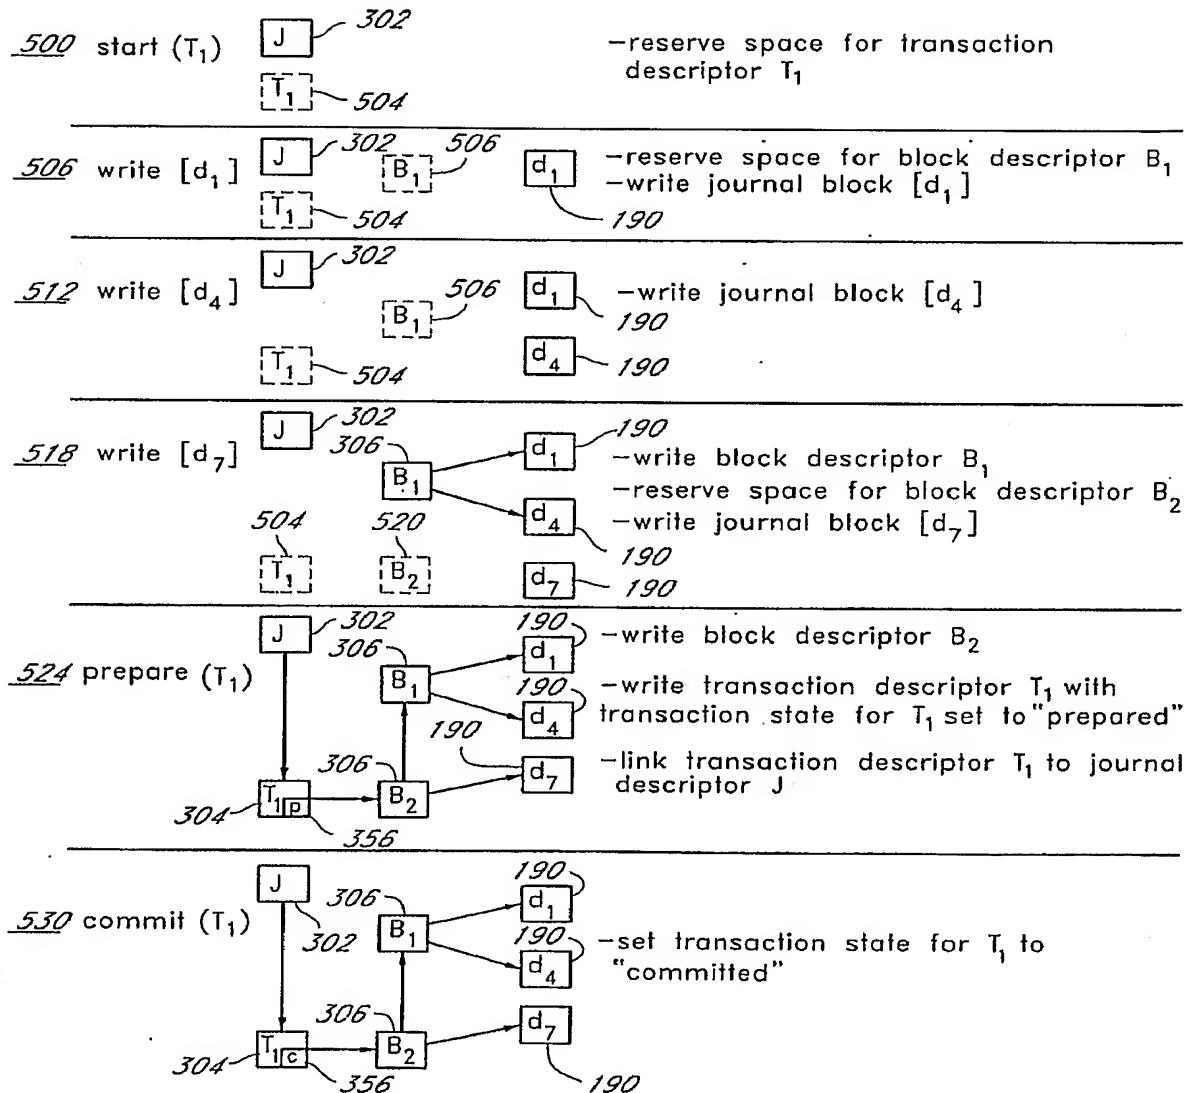 302
500 start (T₁) J -reserve space for transaction
descriptor T₁
T₁ 504
302 506
506 write [d₁] J B₁ d₁ -reserve space for block descriptor B₁
-write journal block [d₁]
T₁ 504 190
302
J
512 write [d₄] 506 d₁ -write journal block [d₄]
B₁ 190
T₁ 504 d₄ 190
302 190
J 306
518 write [d₇] d₁ -write block descriptor B₁
B₁ -reserve space for block descriptor B₂
504 520 d₄ -write journal block [d₇]
190
T₁ B₂ d₇ 190
302 190
J 306 d₁ -write block descriptor B₂
524 prepare (T₁) B₁ 190 -write transaction descriptor T₁ with
d₄ transaction state for T₁ set to "prepared"
190
306 d₇ -link transaction descriptor T₁ to journal
304 T₁ p B₂ descriptor J
356
190
J 306 d₁
530 commit (T₁) 302 B₁ 190 -set transaction state for T₁ to
d₄ "committed"
306 d₇
304 T₁ c B₂
356 190